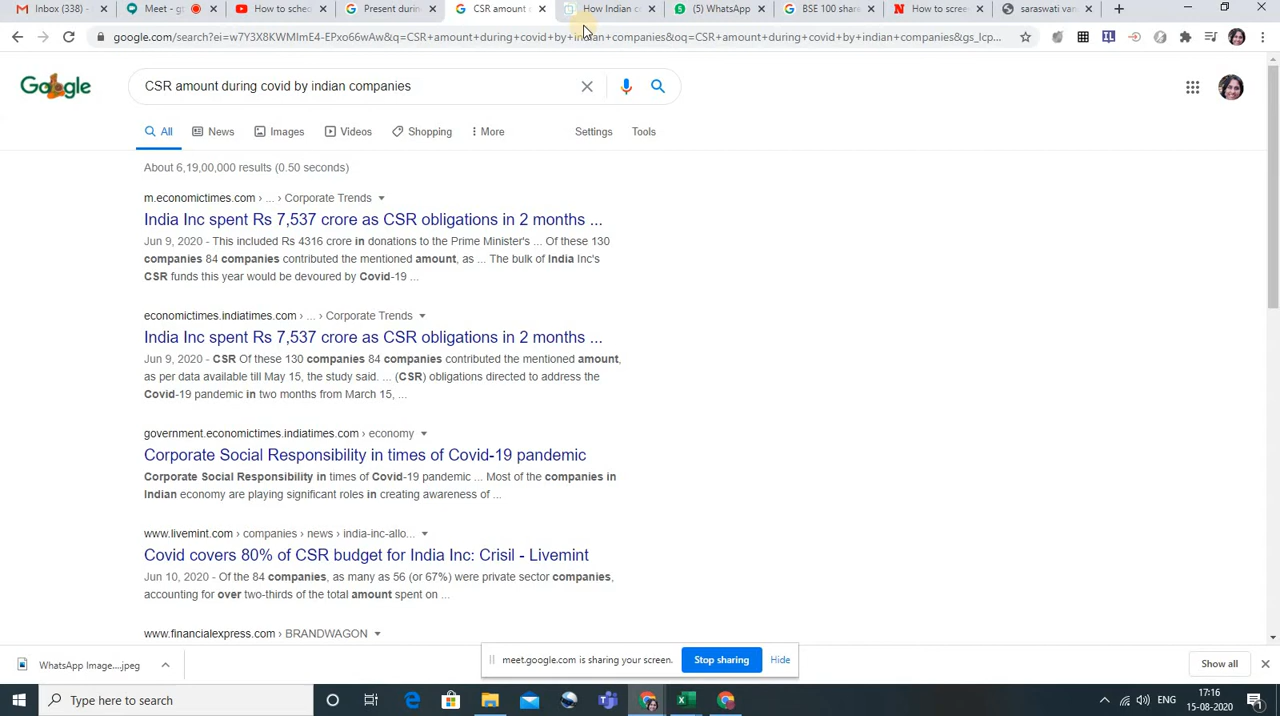 Inbox (338) -
Meet - g
How to sched
Present durin
CSR amount
How Indian c
(5) WhatsApp
BSE 100 shar
How to scree
saraswati van
google.com/search?ei=w7Y3X8KWMImE4-EPxo66wAw&q=CSR+amount+during+covid+by+indian+companies&oq=CSR+amount+during+covid+by+indian+companies&gs_lcp...
Google
CSR amount during covid by indian companies
All News Images Videos Shopping More Settings Tools
About 6,19,00,000 results (0.50 seconds)
m.economictimes.com › ... › Corporate Trends
India Inc spent Rs 7,537 crore as CSR obligations in 2 months ...
Jun 9, 2020 - This included Rs 4316 crore in donations to the Prime Minister's ... Of these 130
companies 84 companies contributed the mentioned amount, as ... The bulk of India Inc's
CSR funds this year would be devoured by Covid-19 ...
economictimes.indiatimes.com › ... › Corporate Trends
India Inc spent Rs 7,537 crore as CSR obligations in 2 months ...
Jun 9, 2020 - CSR Of these 130 companies 84 companies contributed the mentioned amount,
as per data available till May 15, the study said. ... (CSR) obligations directed to address the
Covid-19 pandemic in two months from March 15, ...
government.economictimes.indiatimes.com › economy
Corporate Social Responsibility in times of Covid-19 pandemic
Corporate Social Responsibility in times of Covid-19 pandemic ... Most of the companies in
Indian economy are playing significant roles in creating awareness of ...
www.livemint.com › companies › news › india-inc-allo...
Covid covers 80% of CSR budget for India Inc: Crisil - Livemint
Jun 10, 2020 - Of the 84 companies, as many as 56 (or 67%) were private sector companies,
accounting for over two-thirds of the total amount spent on ...
www.financialexpress.com › BRANDWAGON
meet.google.com is sharing your screen. Stop sharing Hide
WhatsApp Image....jpeg
Show all
Type here to search
ENG
17:16
15-08-2020